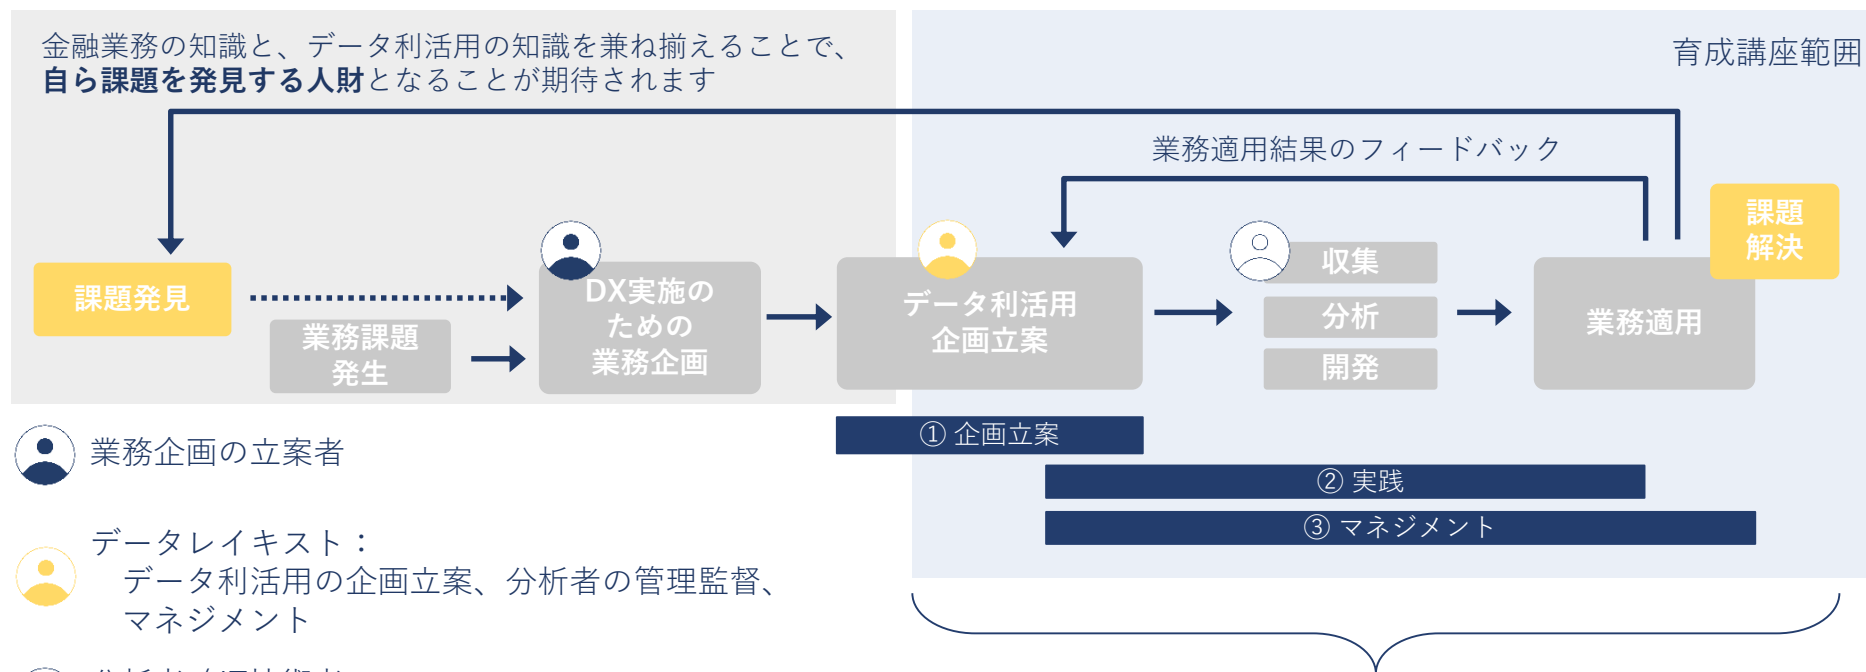 金融業務の知識と、データ利活用の知識を兼ね揃えることで、
自ら課題を発見する人財となることが期待されます
育成講座範囲
業務適用結果のフィードバック
課題
解決
課題発見
業務課題
発生
DX実施の
ための
業務企画
データ利活用
企画立案
収集
分析
開発
業務適用
① 企画立案
② 実践
③ マネジメント
業務企画の立案者
データレイキスト：
データ利活用の企画立案、分析者の管理監督、
マネジメント